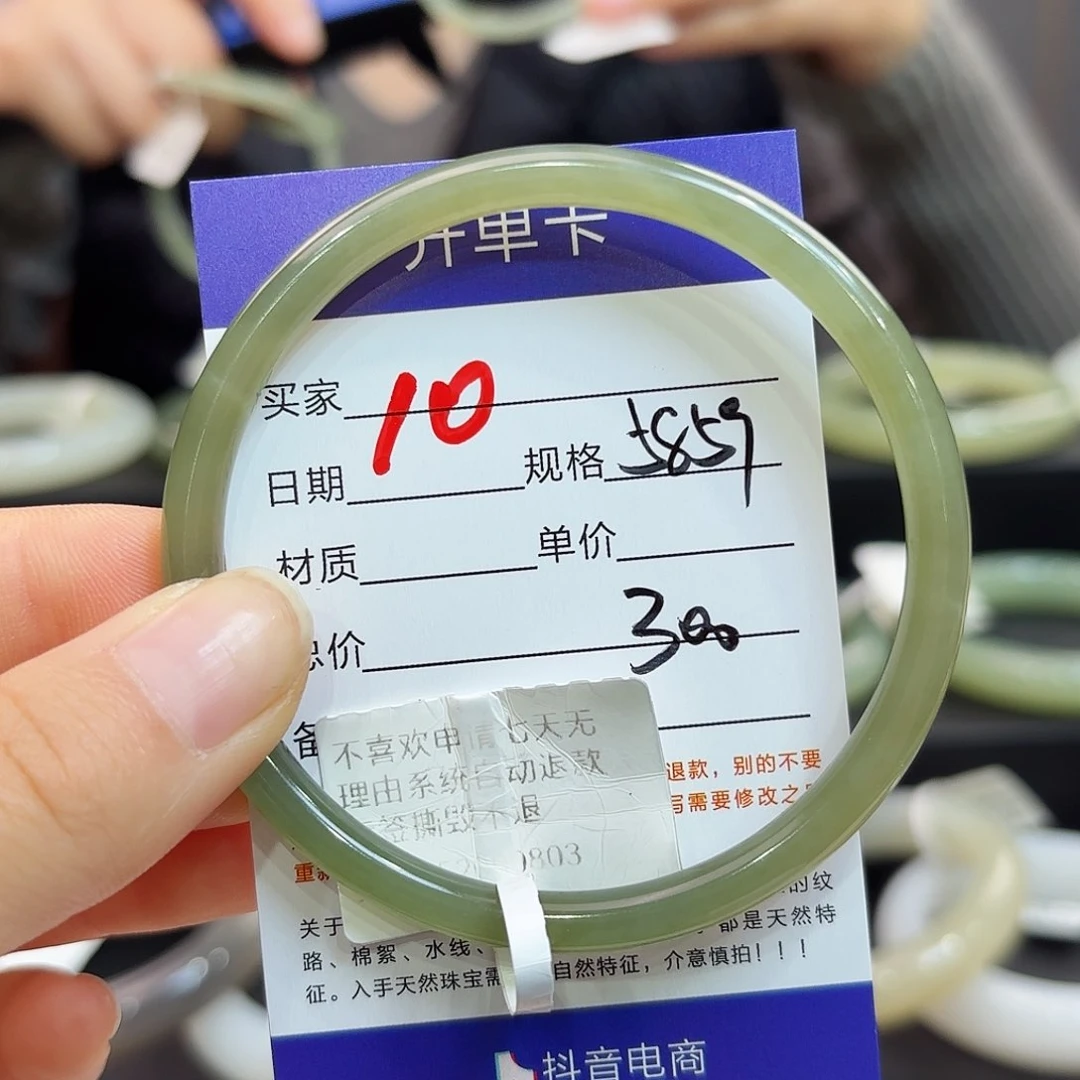 开单卡
买家 10
日期 规格 5859
材质 单价
总价 300
备
不喜欢申请七天无
理由系统自动退款
签撕毁不退
0803
退款，别的不要
写需要修改之
重新
关于 的纹
路、棉絮、水线、 都是天然特
征。入手天然珠宝需 自然特征，介意慎拍！！！
抖音电商